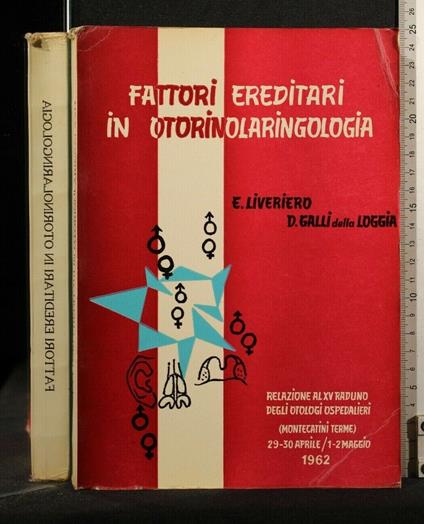 FATTORI EREDITARI
IN OTORINOLARINGOLOGIA
E. LIVERIERO
D. GALLI della LOGGIA
RELAZIONE AL XV RADUNO
DEGLI OTOLOGI OSPEDALIERI
(MONTECATINI TERME)
29-30 APRILE / 1-2 MAGGIO
1962
FATTORI EREDITARI IN OTORINOLARINGOLOGIA